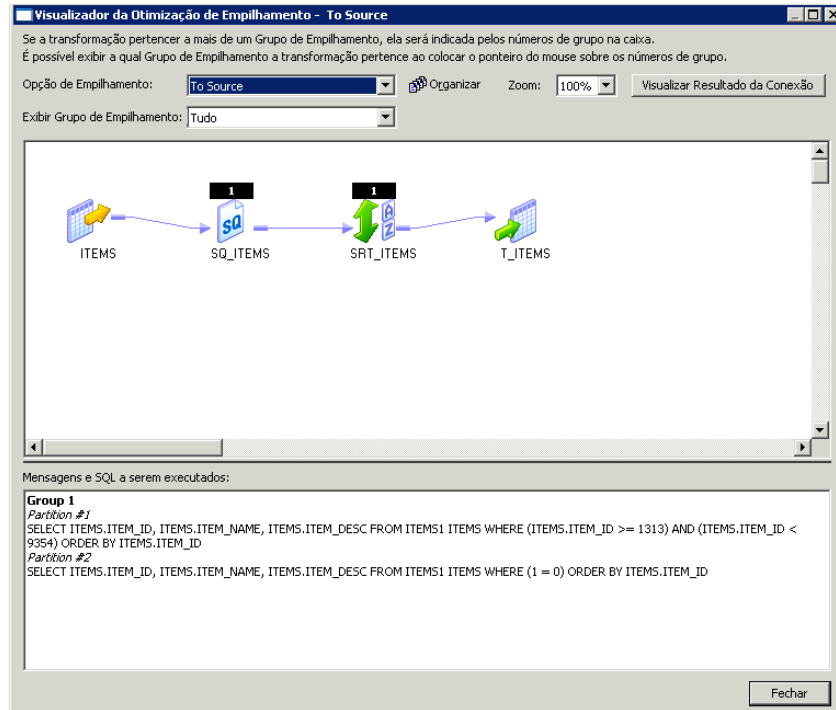 Visualizador da Otimização de Empilhamento - To Source
Se a transformação pertencer a mais de um Grupo de Empilhamento, ela será indicada pelos números de grupo na caixa.
É possível exibir a qual Grupo de Empilhamento a transformação pertence ao colocar o ponteiro do mouse sobre os números de grupo.
Opção de Empilhamento: To Source Organizar Zoom: 100% Visualizar Resultado da Conexão
Exibir Grupo de Empilhamento: Tudo
1 1
SQ A Z
ITEMS SQ_ITEMS SRT_ITEMS T_ITEMS
Mensagens e SQL a serem executados:
Group 1
Partition #1
SELECT ITEMS.ITEM_ID, ITEMS.ITEM_NAME, ITEMS.ITEM_DESC FROM ITEMS1 ITEMS WHERE (ITEMS.ITEM_ID >= 1313) AND (ITEMS.ITEM_ID <
9354) ORDER BY ITEMS.ITEM_ID
Partition #2
SELECT ITEMS.ITEM_ID, ITEMS.ITEM_NAME, ITEMS.ITEM_DESC FROM ITEMS1 ITEMS WHERE (1 = 0) ORDER BY ITEMS.ITEM_ID
Fechar